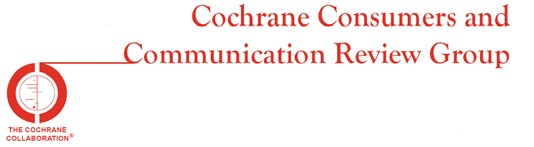 Cochrane Consumers and
Communication Review Group
THE COCHRANE
COLLABORATION®